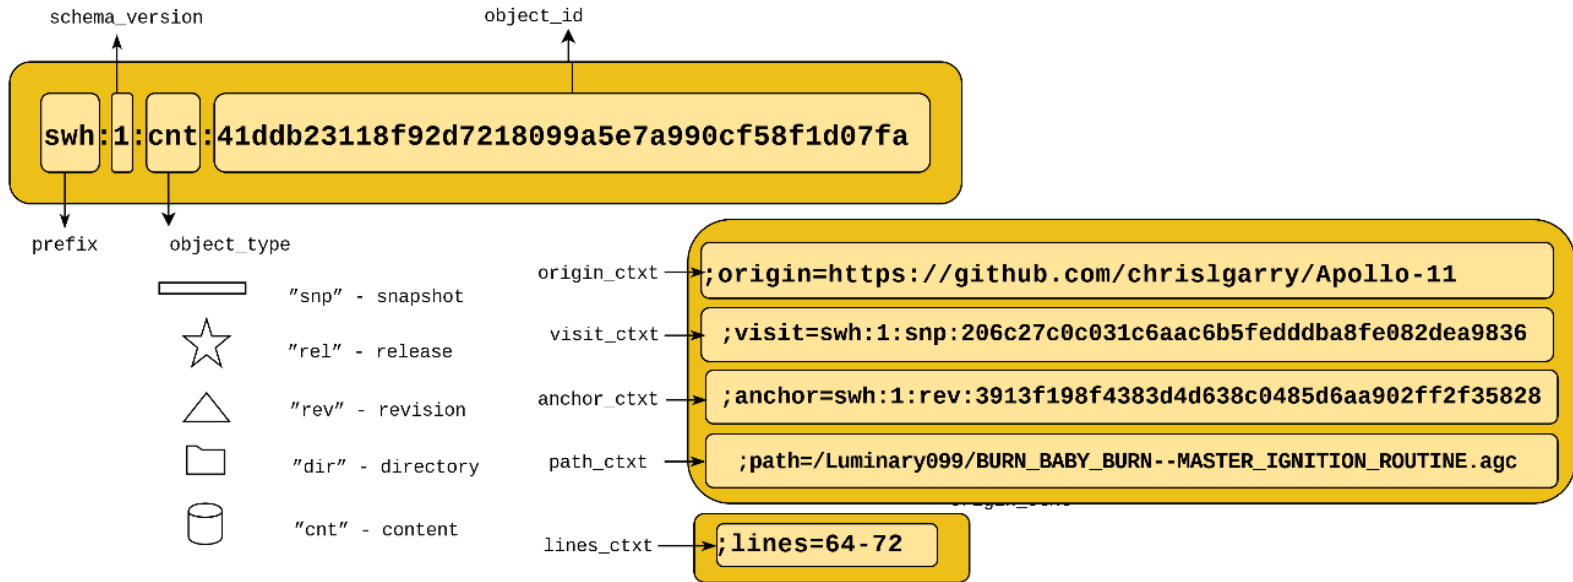 schema_version
object_id
swh:1:cnt:41ddb23118f92d7218099a5e7a990cf58f1d07fa
prefix
object_type
”snp” - snapshot
”rel” - release
”rev” - revision
”dir” - directory
”cnt” - content
origin_ctxt
;origin=https://github.com/chrislgarry/Apollo-11
visit_ctxt
;visit=swh:1:snp:206c27c0c031c6aac6b5fedddba8fe082dea9836
anchor_ctxt
;anchor=swh:1:rev:3913f198f4383d4d638c0485d6aa902ff2f35828
path_ctxt
;path=/Luminary099/BURN_BABY_BURN--MASTER_IGNITION_ROUTINE.agc
lines_ctxt
;lines=64-72